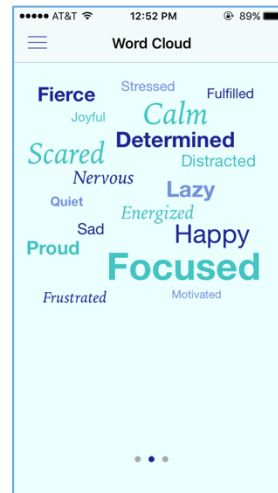 AT&T 12:52 PM 89%
Word Cloud
Stressed
Fierce Fulfilled
Joyful Calm
Determined
Scared Distracted
Nervous Lazy
Quiet Energized
Sad Happy
Proud
Focused
Frustrated Motivated